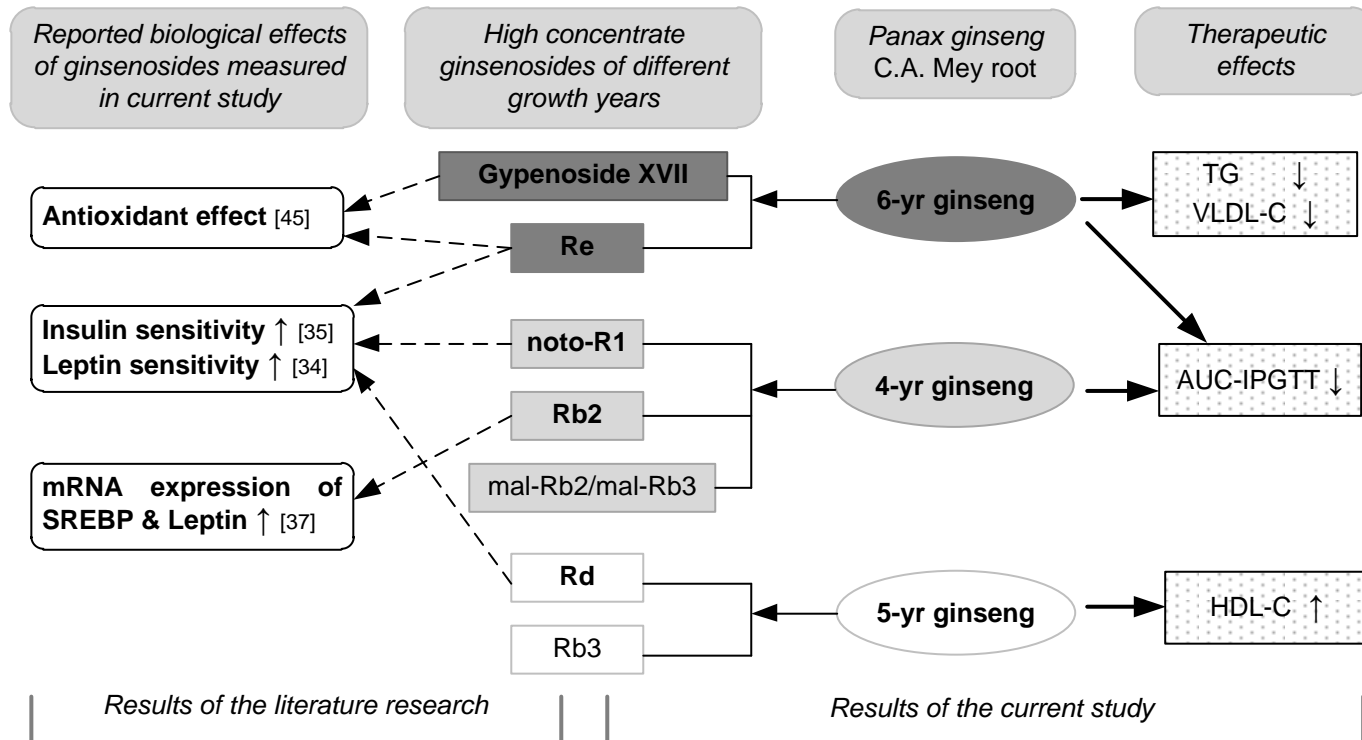 Reported biological effects
of ginsenosides measured
in current study
High concentrate
ginsenosides of different
growth years
Panax ginseng
C.A. Mey root
Therapeutic
effects
Antioxidant effect [45]
Insulin sensitivity ↑ [35]
Leptin sensitivity ↑ [34]
mRNA expression of
SREBP & Leptin ↑ [37]
Gypenoside XVII
Re
noto-R1
Rb2
mal-Rb2/mal-Rb3
Rd
Rb3
6-yr ginseng
4-yr ginseng
5-yr ginseng
TG ↓
VLDL-C ↓
AUC-IPGTT ↓
HDL-C ↑
Results of the literature research
Results of the current study